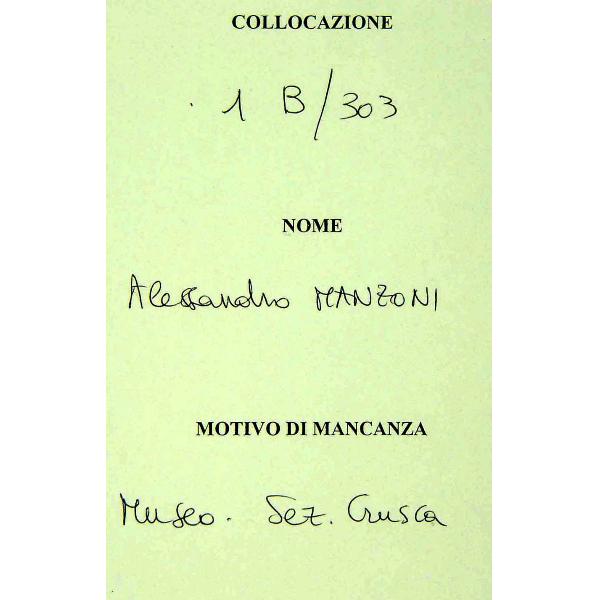 COLLOCAZIONE
1 B/303
NOME
Alessandro MANZONI
MOTIVO DI MANCANZA
Museo. Sez. Crusca